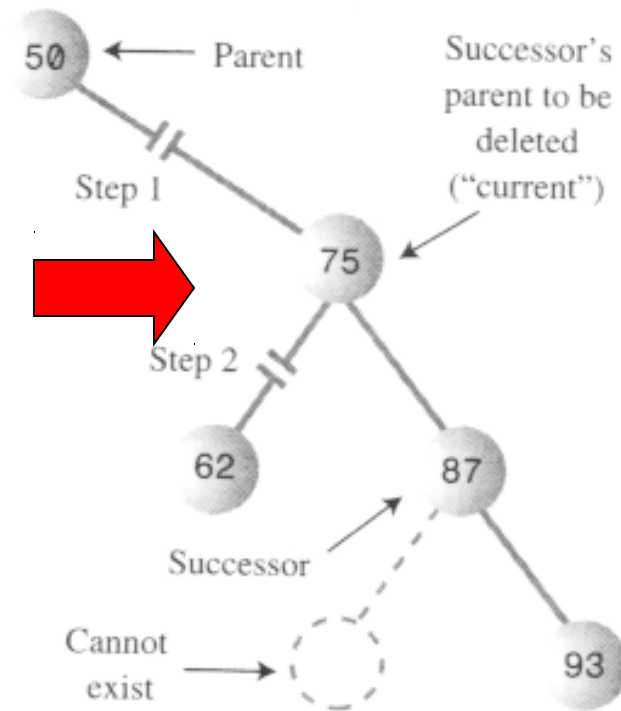 50
Parent
Successor's
parent to be
deleted
("current")
Step 1
75
Step 2
62
87
Successor
Cannot
exist
93